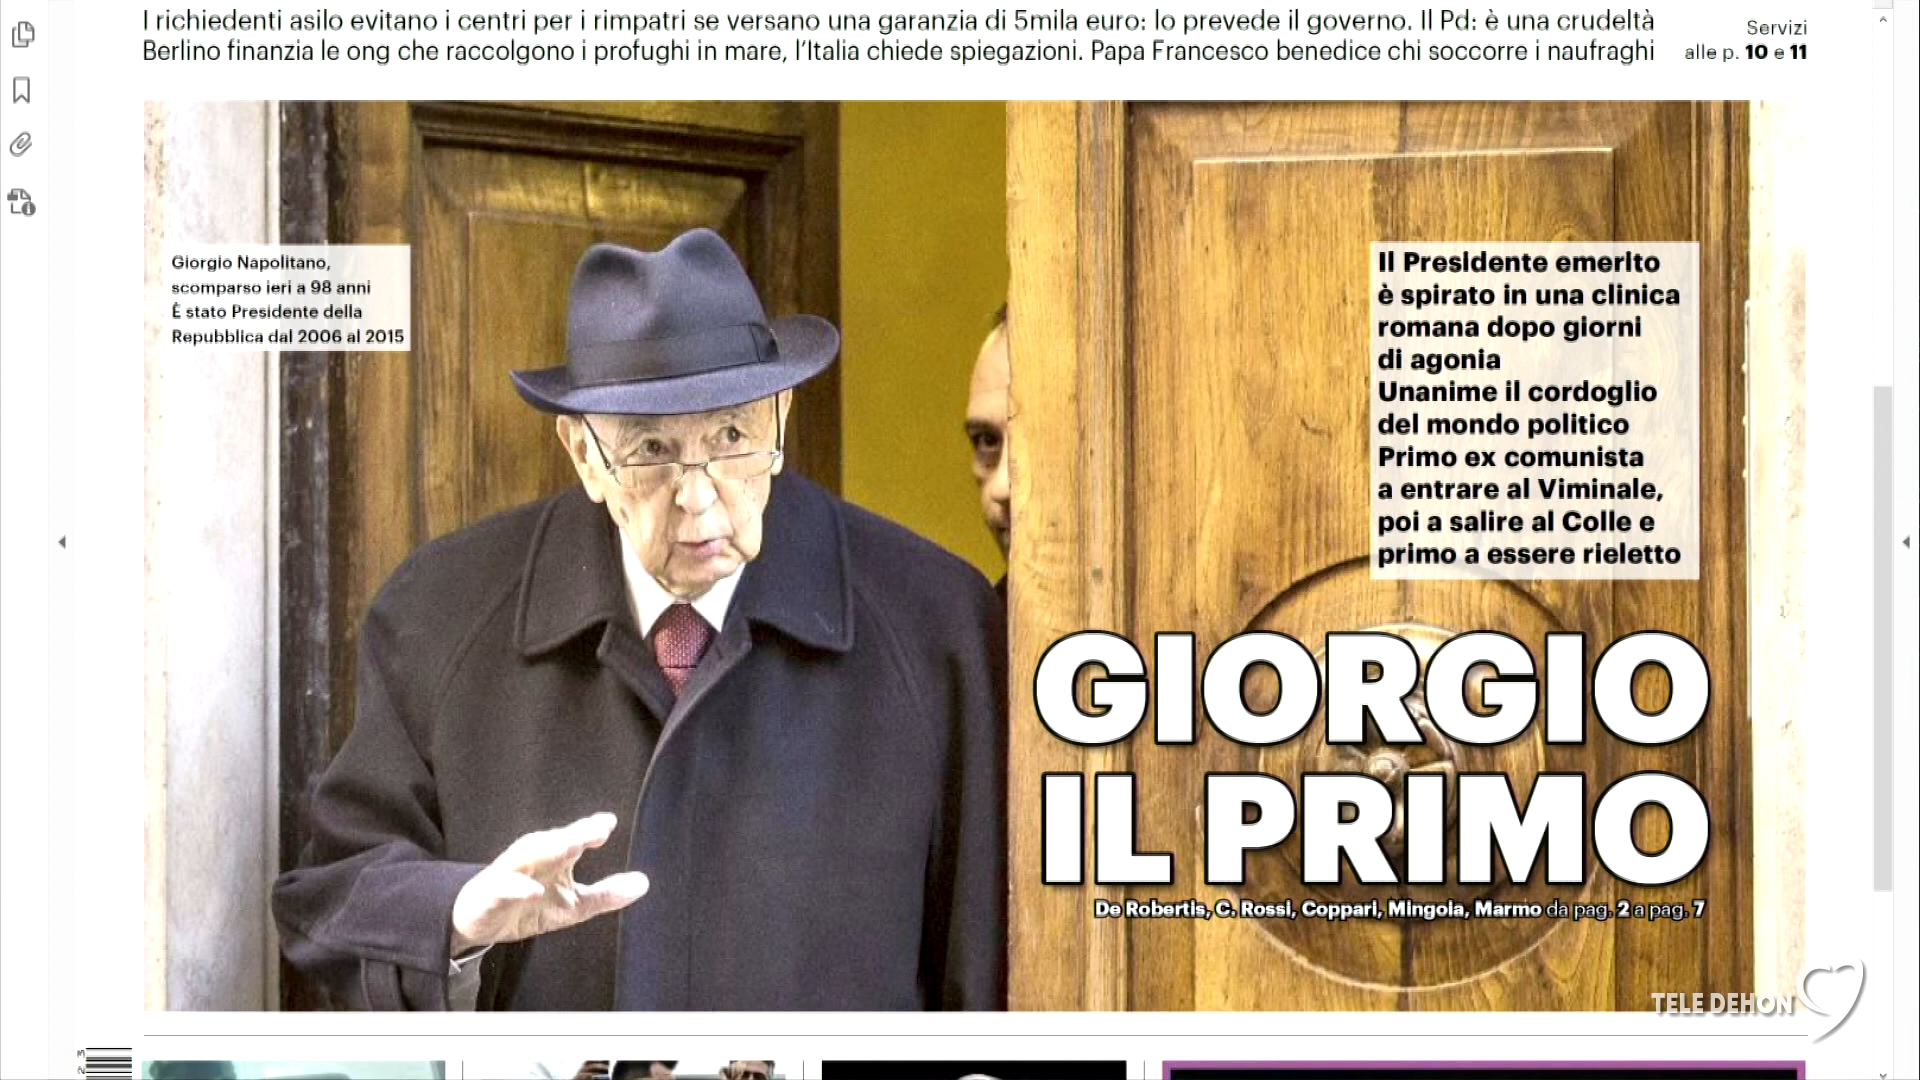 I richiedenti asilo evitano i centri per i rimpatri se versano una garanzia di 5mila euro: lo prevede il governo. Il Pd: è una crudeltà
Berlino finanzia le ong che raccolgono i profughi in mare, l'Italia chiede spiegazioni. Papa Francesco benedice chi soccorre i naufraghi
Servizi
alle p. 10 e 11
Giorgio Napolitano,
scomparso ieri a 98 anni
È stato Presidente della
Repubblica dal 2006 al 2015
Il Presidente emerito
è spirato in una clinica
romana dopo giorni
di agonia
Unanime il cordoglio
del mondo politico
Primo ex comunista
a entrare al Viminale,
poi a salire al Colle e
primo a essere rieletto
GIORGIO
IL PRIMO
De Robertis, C. Rossi, Coppari, Mingoia, Marmo da pag. 2 a pag. 7
TELE DEHON